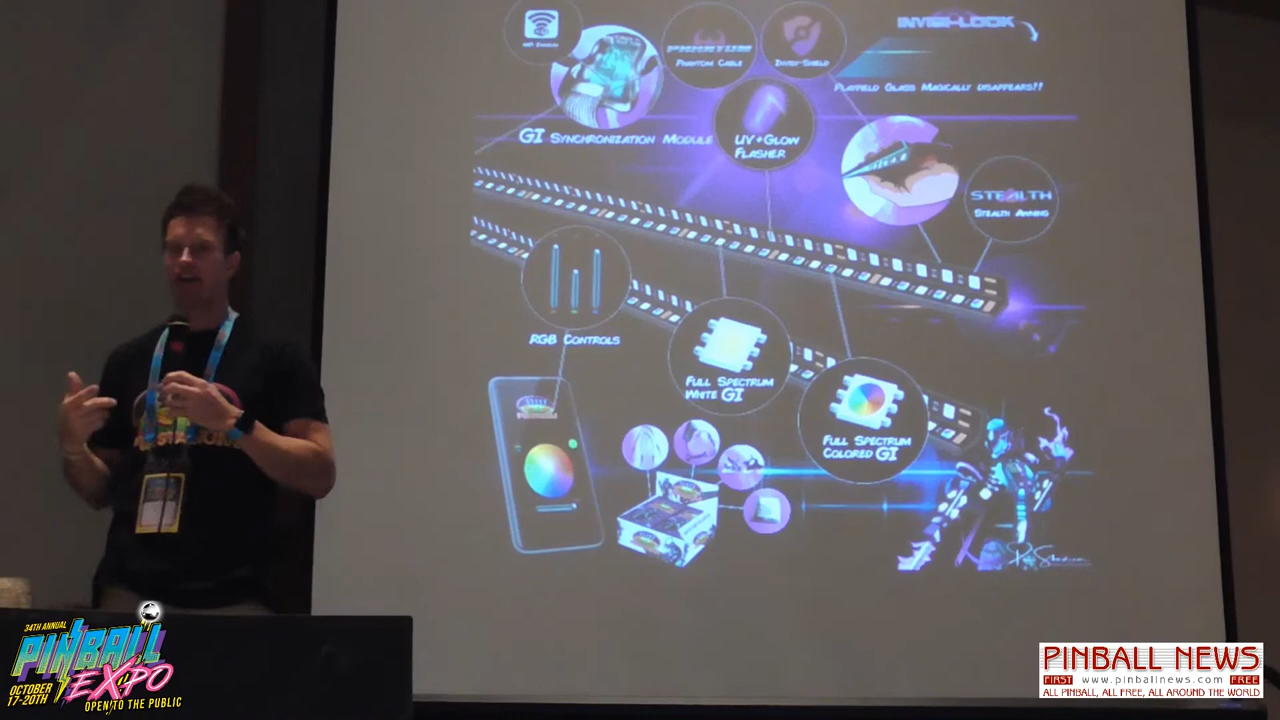 INVISI-LOOK
PHANTOM CABLE
INVISI-SHIELD
PLAYFIELD GLASS MAGICALLY DISAPPEARS!!
GI SYNCHRONIZATION MODULE
UV+GLOW
FLASHER
STEALTH
STEALTH AWNING
RGB CONTROLS
FULL SPECTRUM
WHITE GI
FULL SPECTRUM
COLORED GI
34TH ANNUAL
PINBALL
EXPO
OCTOBER
17-20TH
OPEN TO THE PUBLIC
PINBALL NEWS
FIRST www.pinballnews.com FREE
ALL PINBALL, ALL FREE, ALL AROUND THE WORLD